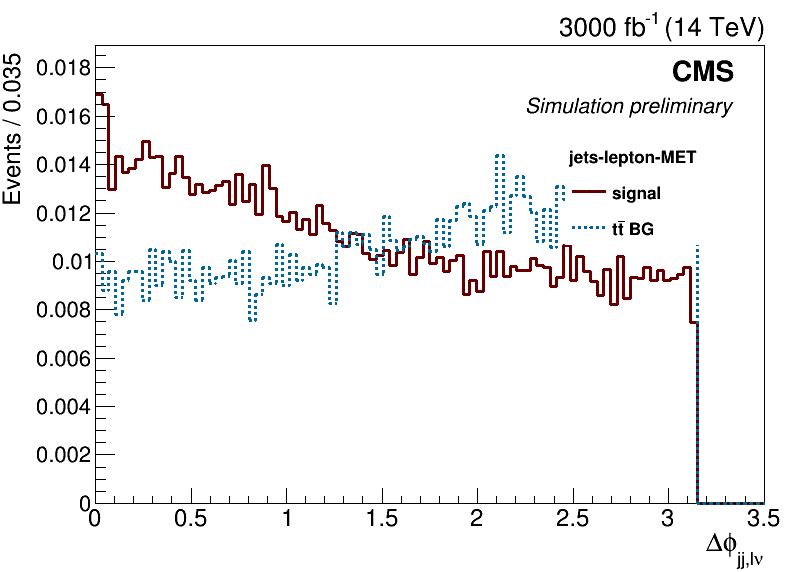 3000 fb-1 (14 TeV)
CMS
Simulation preliminary
jets-lepton-MET
signal
tt̄ BG
Events / 0.035
0.018
0.016
0.014
0.012
0.01
0.008
0.006
0.004
0.002
0
0 0.5 1 1.5 2 2.5 3 3.5
Δϕjj,lν